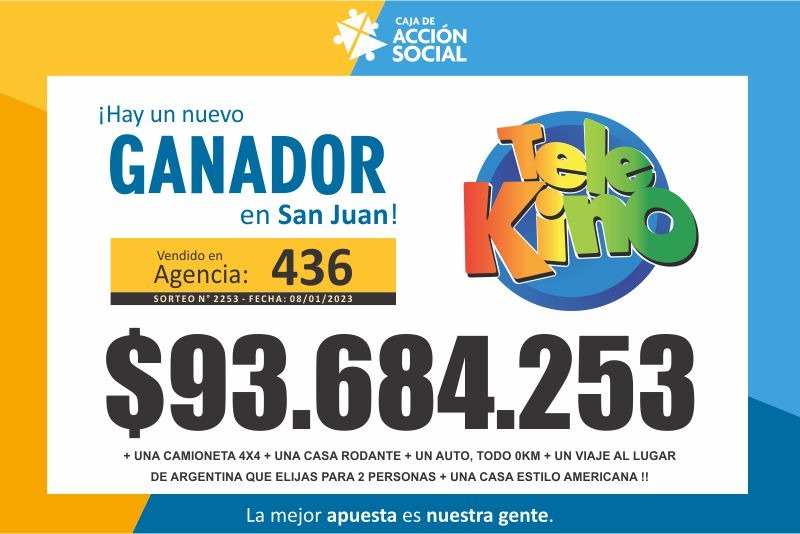 CAJA DE
ACCIÓN
SOCIAL
¡Hay un nuevo
GANADOR
en San Juan!
Tele
Kino
Vendido en
Agencia: 436
SORTEO N° 2253 - FECHA: 08/01/2023
$93.684.253
+ UNA CAMIONETA 4X4 + UNA CASA RODANTE + UN AUTO, TODO 0KM + UN VIAJE AL LUGAR
DE ARGENTINA QUE ELIJAS PARA 2 PERSONAS + UNA CASA ESTILO AMERICANA !!
La mejor apuesta es nuestra gente.